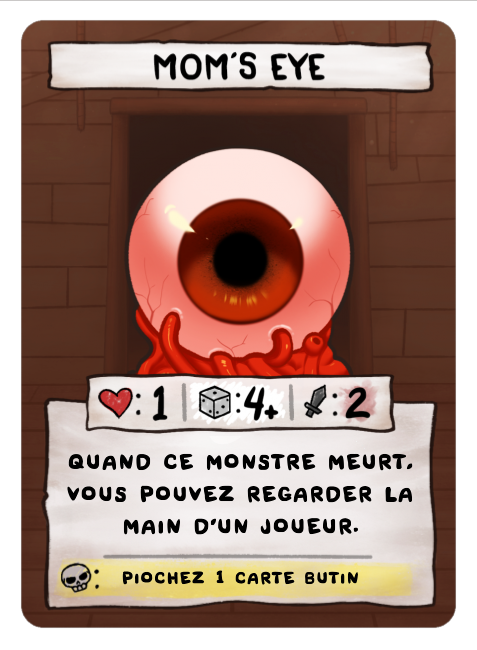 MOM'S EYE
:1 :4+ :2
QUAND CE MONSTRE MEURT.
VOUS POUVEZ REGARDER LA
MAIN D'UN JOUEUR.
: PIOCHEZ 1 CARTE BUTIN